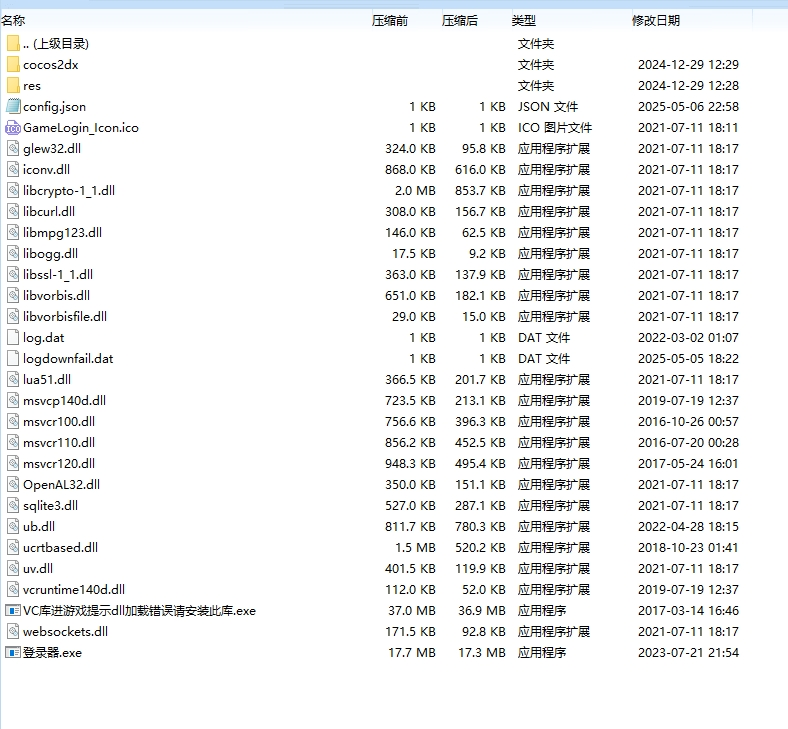 名称 压缩前 压缩后 类型 修改日期
.. (上级目录) 文件夹
cocos2dx 文件夹 2024-12-29 12:29
res 文件夹 2024-12-29 12:28
config.json 1 KB 1 KB JSON 文件 2025-05-06 22:58
GameLogin_Icon.ico 1 KB 1 KB ICO 图片文件 2021-07-11 18:11
glew32.dll 324.0 KB 95.8 KB 应用程序扩展 2021-07-11 18:17
iconv.dll 868.0 KB 616.0 KB 应用程序扩展 2021-07-11 18:17
libcrypto-1_1.dll 2.0 MB 853.7 KB 应用程序扩展 2021-07-11 18:17
libcurl.dll 308.0 KB 156.7 KB 应用程序扩展 2021-07-11 18:17
libmpg123.dll 146.0 KB 62.5 KB 应用程序扩展 2021-07-11 18:17
libogg.dll 17.5 KB 9.2 KB 应用程序扩展 2021-07-11 18:17
libssl-1_1.dll 363.0 KB 137.9 KB 应用程序扩展 2021-07-11 18:17
libvorbis.dll 651.0 KB 182.1 KB 应用程序扩展 2021-07-11 18:17
libvorbisfile.dll 29.0 KB 15.0 KB 应用程序扩展 2021-07-11 18:17
log.dat 1 KB 1 KB DAT 文件 2022-03-02 01:07
logdownfail.dat 1 KB 1 KB DAT 文件 2025-05-05 18:22
lua51.dll 366.5 KB 201.7 KB 应用程序扩展 2021-07-11 18:17
msvcp140d.dll 723.5 KB 213.1 KB 应用程序扩展 2019-07-19 12:37
msvcr100.dll 756.6 KB 396.3 KB 应用程序扩展 2016-10-26 00:57
msvcr110.dll 856.2 KB 452.5 KB 应用程序扩展 2016-07-20 00:28
msvcr120.dll 948.3 KB 495.4 KB 应用程序扩展 2017-05-24 16:01
OpenAL32.dll 350.0 KB 151.1 KB 应用程序扩展 2021-07-11 18:17
sqlite3.dll 527.0 KB 287.1 KB 应用程序扩展 2021-07-11 18:17
ub.dll 811.7 KB 780.3 KB 应用程序扩展 2022-04-28 18:15
ucrtbased.dll 1.5 MB 520.2 KB 应用程序扩展 2018-10-23 01:41
uv.dll 401.5 KB 119.9 KB 应用程序扩展 2021-07-11 18:17
vcruntime140d.dll 112.0 KB 52.0 KB 应用程序扩展 2019-07-19 12:37
VC库进游戏提示dll加载错误请安装此库.exe 37.0 MB 36.9 MB 应用程序 2017-03-14 16:46
websockets.dll 171.5 KB 92.8 KB 应用程序扩展 2021-07-11 18:17
登录器.exe 17.7 MB 17.3 MB 应用程序 2023-07-21 21:54